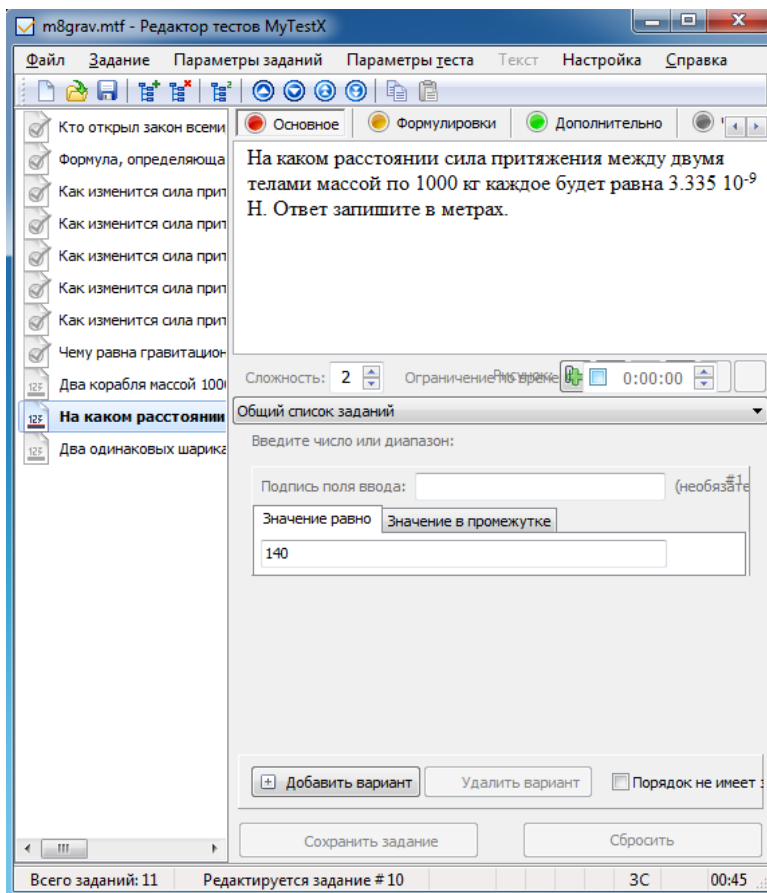 m8grav.mtf - Редактор тестов MyTestX
Файл Задание Параметры заданий Параметры теста Текст Настройка Справка
Кто открыл закон всеми
Формула, определяюща
Как изменится сила прит
Как изменится сила прит
Как изменится сила прит
Как изменится сила прит
Как изменится сила прит
Чему равна гравитацион
Два корабля массой 100
На каком расстоянии
Два одинаковых шарика
Основное Формулировки Дополнительно
На каком расстоянии сила притяжения между двумя
телами массой по 1000 кг каждое будет равна 3.335 10⁻⁹
Н. Ответ запишите в метрах.
Сложность: 2 Ограничение по време 0:00:00
Общий список заданий
Введите число или диапазон:
#1
Подпись поля ввода: (необязате
Значение равно Значение в промежутке
140
Добавить вариант Удалить вариант Порядок не имеет
Сохранить задание Сбросить
Всего заданий: 11 Редактируется задание # 10 ЗС 00:45